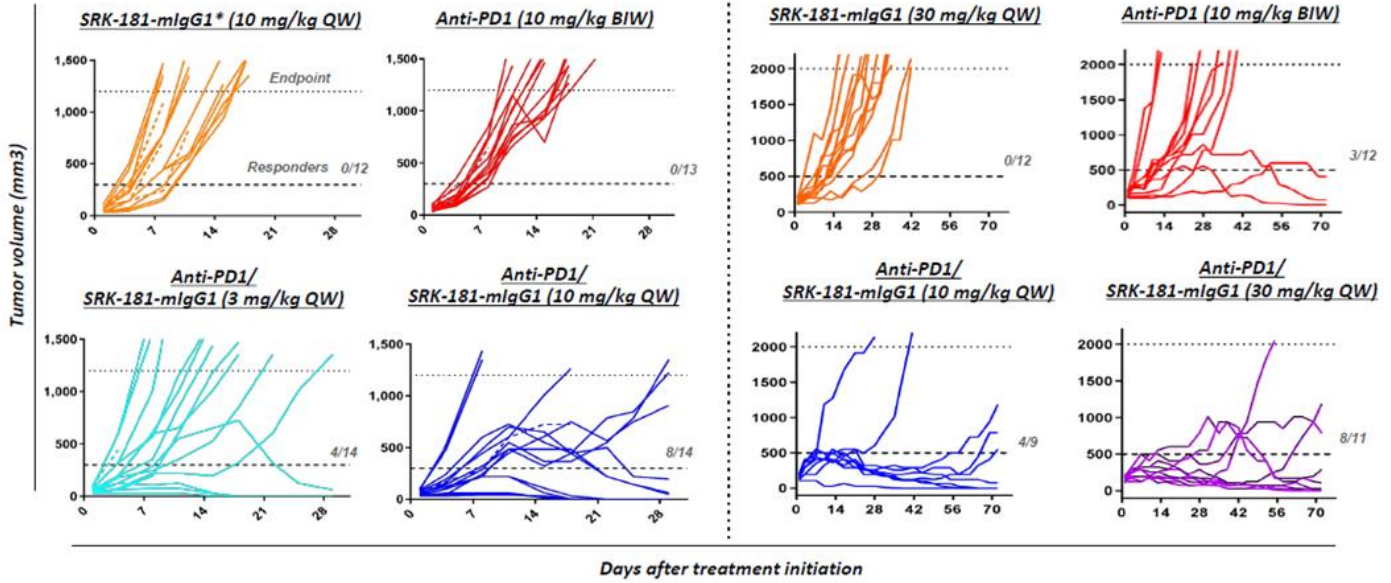 SRK-181-mIgG1* (10 mg/kg QW)
Anti-PD1 (10 mg/kg BIW)
SRK-181-mIgG1 (30 mg/kg QW)
Anti-PD1 (10 mg/kg BIW)
Tumor volume (mm3)
1,500
1,000
500
0
Endpoint
Responders 0/12
0 7 14 21 28
1,500
1,000
500
0
0/13
0 7 14 21 28
2000
1500
1000
500
0
0/12
0 14 28 42 56 70
2000
1500
1000
500
0
3/12
0 14 28 42 56 70
Anti-PD1/
SRK-181-mIgG1 (3 mg/kg QW)
Anti-PD1/
SRK-181-mIgG1 (10 mg/kg QW)
Anti-PD1/
SRK-181-mIgG1 (10 mg/kg QW)
Anti-PD1/
SRK-181-mIgG1 (30 mg/kg QW)
1,500
1,000
500
0
4/14
0 7 14 21 28
1,500
1,000
500
0
8/14
0 7 14 21 28
2000
1500
1000
500
0
4/9
0 14 28 42 56 70
2000
1500
1000
500
0
8/11
0 14 28 42 56 70
Days after treatment initiation